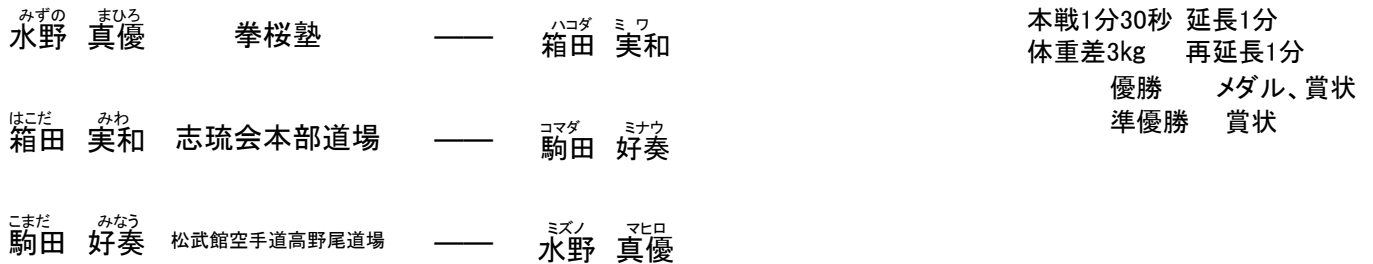 みずの まひろ ハコダ ミワ
水野 真優 拳桜塾 ―― 箱田 実和
はこだ みわ コマダ ミナウ
箱田 実和 志琉会本部道場 ―― 駒田 好奏
こまだ みなう ミズノ マヒロ
駒田 好奏 松武館空手道高野尾道場 ―― 水野 真優
本戦1分30秒 延長1分
体重差3kg 再延長1分
優勝 メダル、賞状
準優勝 賞状